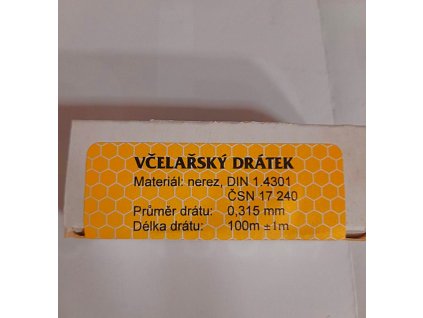 VČELAŘSKÝ DRÁTEK
Materiál: nerez, DIN 1.4301
ČSN 17 240
Průměr drátu: 0,315 mm
Délka drátu: 100m ±1m